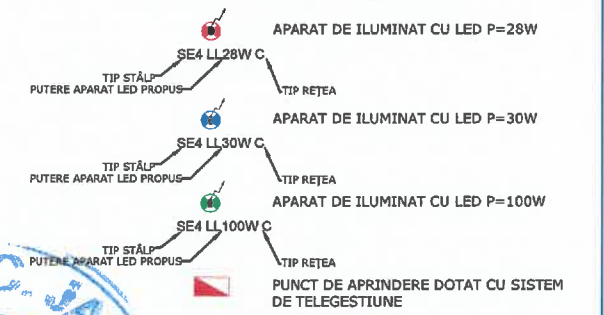 APARAT DE ILUMINAT CU LED P=28W
SE4 LL28W C
TIP STÂLP
PUTERE APARAT LED PROPUS
TIP REȚEA
APARAT DE ILUMINAT CU LED P=30W
SE4 LL30W C
TIP STÂLP
PUTERE APARAT LED PROPUS
TIP REȚEA
APARAT DE ILUMINAT CU LED P=100W
SE4 LL100W C
TIP STÂLP
PUTERE APARAT LED PROPUS
TIP REȚEA
PUNCT DE APRINDERE DOTAT CU SISTEM
DE TELEGESTIUNE